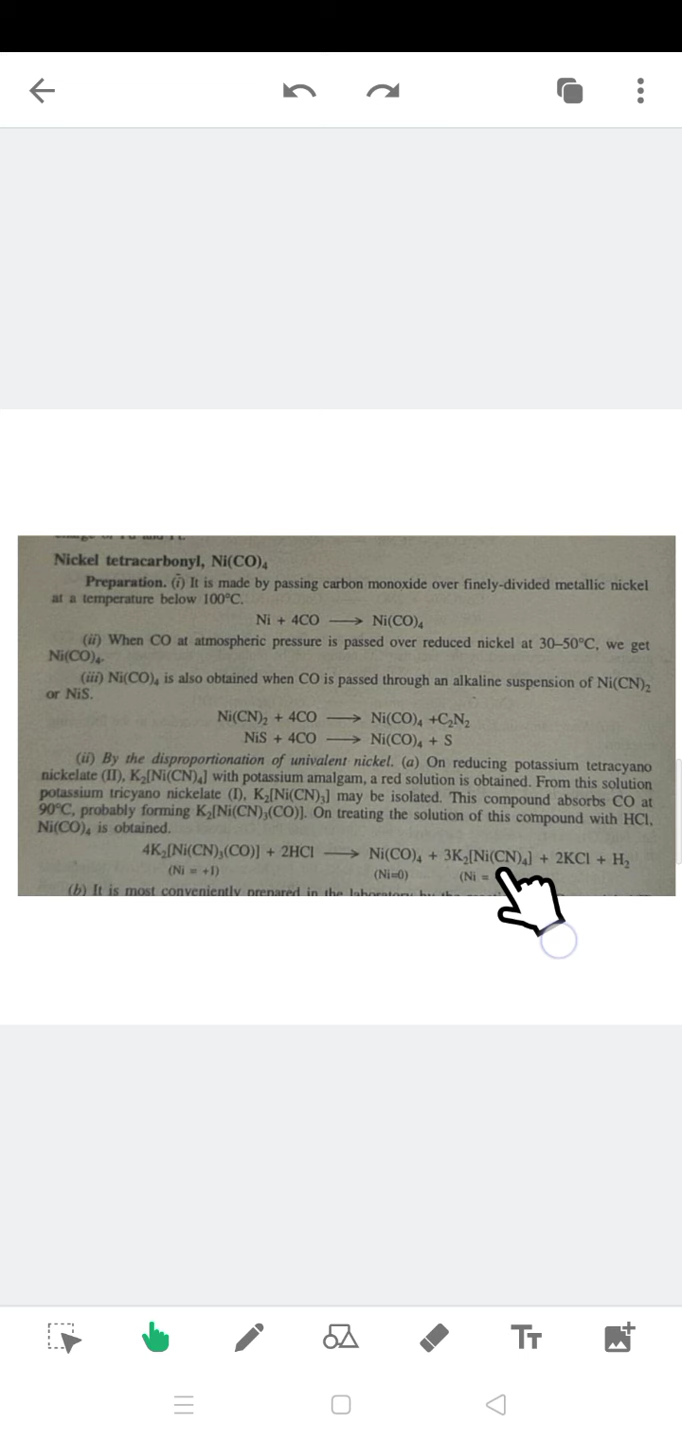 Nickel tetracarbonyl, Ni(CO)₄
Preparation. (i) It is made by passing carbon monoxide over finely-divided metallic nickel
at a temperature below 100°C.
Ni + 4CO ⟶ Ni(CO)₄
(ii) When CO at atmospheric pressure is passed over reduced nickel at 30–50°C, we get
Ni(CO)₄.
(iii) Ni(CO)₄ is also obtained when CO is passed through an alkaline suspension of Ni(CN)₂
or NiS.
Ni(CN)₂ + 4CO ⟶ Ni(CO)₄ +C₂N₂
NiS + 4CO ⟶ Ni(CO)₄ + S
(ii) By the disproportionation of univalent nickel. (a) On reducing potassium tetracyano
nickelate (II), K₂[Ni(CN)₄] with potassium amalgam, a red solution is obtained. From this solution
potassium tricyano nickelate (I), K₂[Ni(CN)₃] may be isolated. This compound absorbs CO at
90°C, probably forming K₂[Ni(CN)₃(CO)]. On treating the solution of this compound with HCl,
Ni(CO)₄ is obtained.
4K₂[Ni(CN)₃(CO)] + 2HCl ⟶ Ni(CO)₄ + 3K₂[Ni(CN)₄] + 2KCl + H₂
(Ni = +1) (Ni=0) (Ni =
(b) It is most conveniently prepared in the laboratory by the
TT